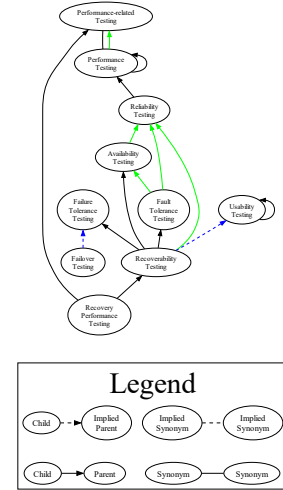 Performance-related
Testing
Performance
Testing
Reliability
Testing
Availability
Testing
Failure
Tolerance
Testing
Fault
Tolerance
Testing
Usability
Testing
Failover
Testing
Recoverability
Testing
Recovery
Performance
Testing
Legend
Child
Implied
Parent
Implied
Synonym
Implied
Synonym
Child
Parent
Synonym
Synonym